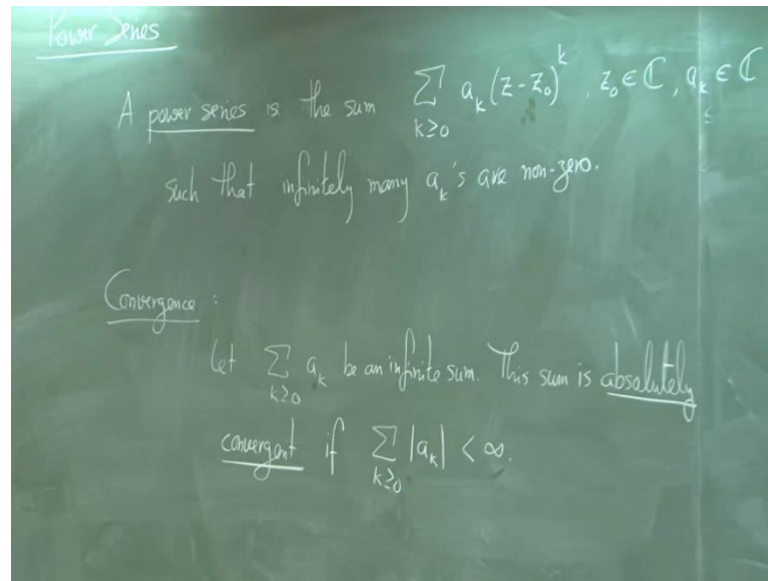 Power Series
A power series is the sum ∑_{k≥0} a_k (z-z_0)^k, z_0 ∈ ℂ, a_k ∈ ℂ
such that infinitely many a_k's are non-zero.
Convergence :
Let ∑_{k≥0} a_k be an infinite sum. This sum is absolutely
convergent if ∑_{k≥0} |a_k| < ∞.